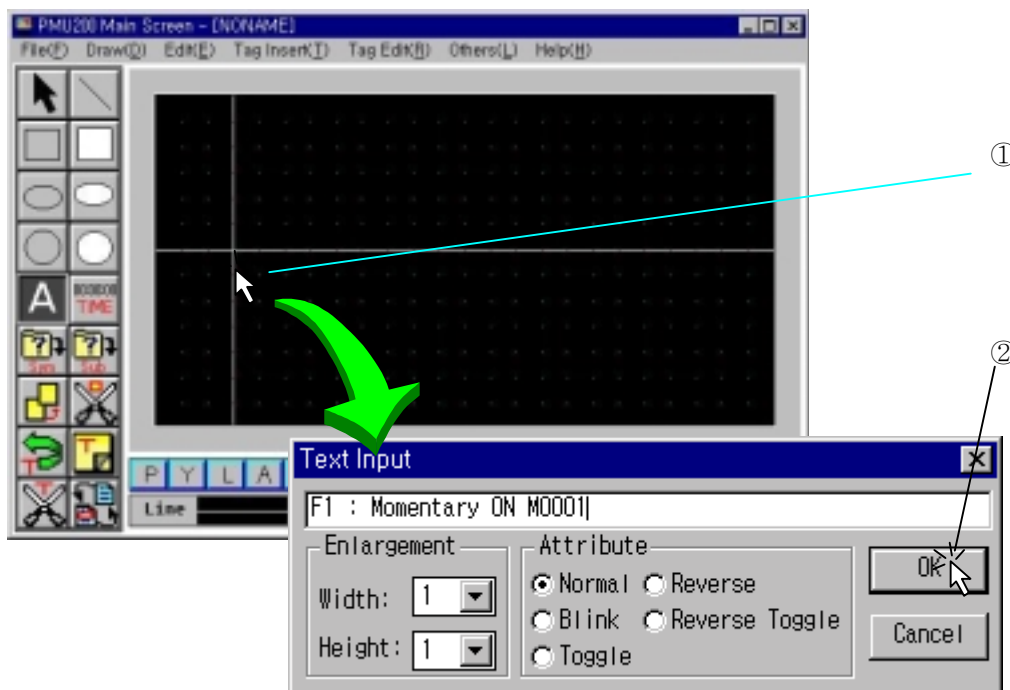 PMU200 Main Screen - [NONAME]
File(F) Draw(D) Edit(E) Tag Insert(T) Tag Edit(R) Others(L) Help(H)
①
A TIME
Sub
②
P Y L A
Line
Text Input
F1 : Momentary ON M0001
Enlargement
Width: 1
Height: 1
Attribute
Normal Reverse
Blink Reverse Toggle
Toggle
OK
Cancel